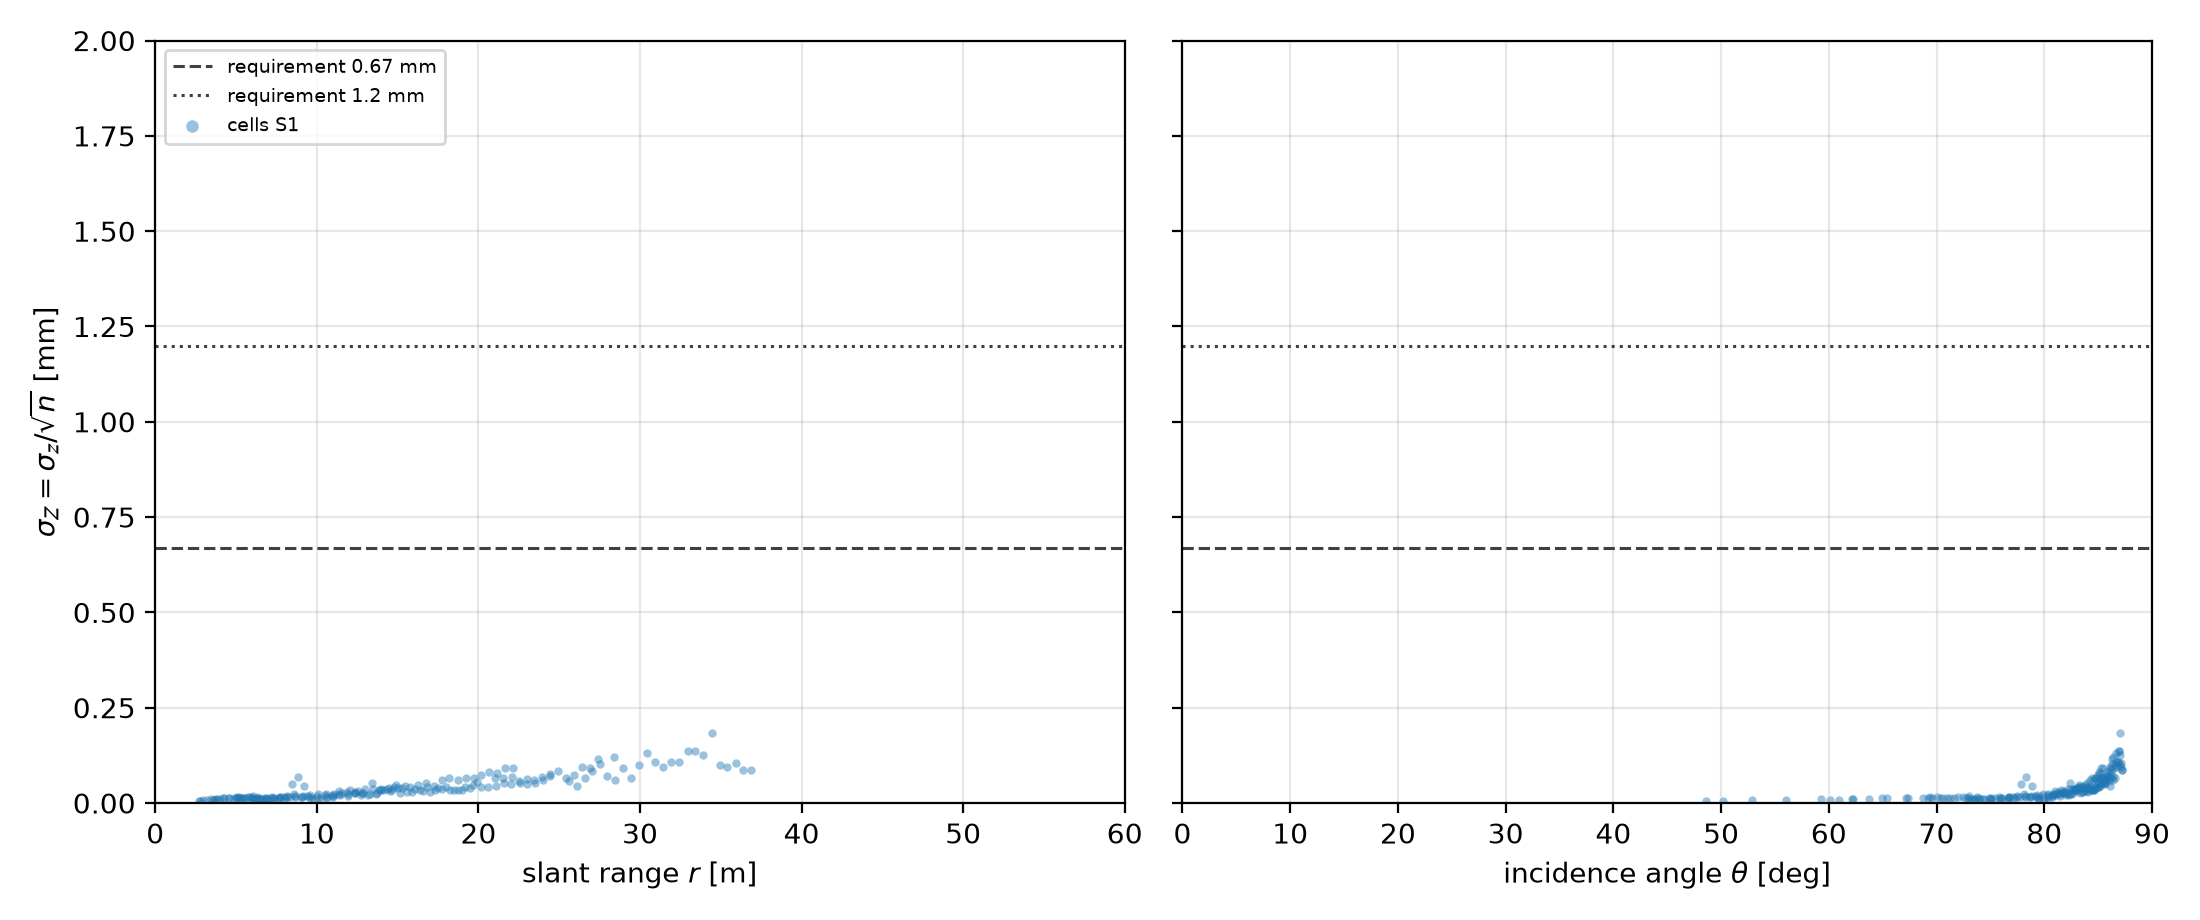 2.00
1.75
1.50
1.25
1.00
0.75
0.50
0.25
0.00
σ_Z = σ_z/√n [mm]
requirement 0.67 mm
requirement 1.2 mm
cells S1
0 10 20 30 40 50 60
slant range r [m]
0 10 20 30 40 50 60 70 80 90
incidence angle θ [deg]